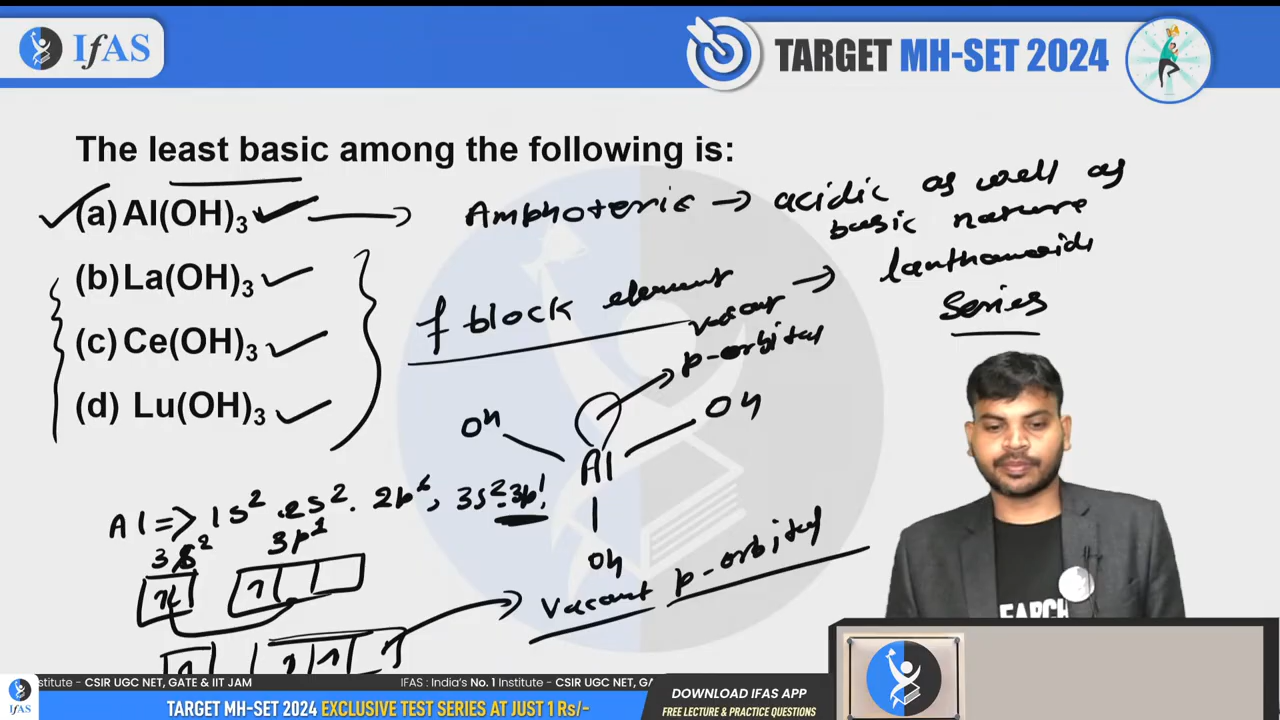 IfAS
TARGET MH-SET 2024
The least basic among the following is:
(a) Al(OH)3
Amphoteric → acidic as well as
basic nature
(b) La(OH)3
(c) Ce(OH)3
(d) Lu(OH)3
f block element → lanthanoids
series
vacant
p-orbital
OH
OH
Al
OH
Al => 1s². 2s². 2p⁶, 3s².3p¹.
3s²
3p¹
vacant p-orbital
EARCH
stitute - CSIR UGC NET, GATE & IIT JAM
IFAS : India's No. 1 Institute - CSIR UGC NET, GA
IFAS
TARGET MH-SET 2024 EXCLUSIVE TEST SERIES AT JUST 1 Rs/-
DOWNLOAD IFAS APP
FREE LECTURE & PRACTICE QUESTIONS